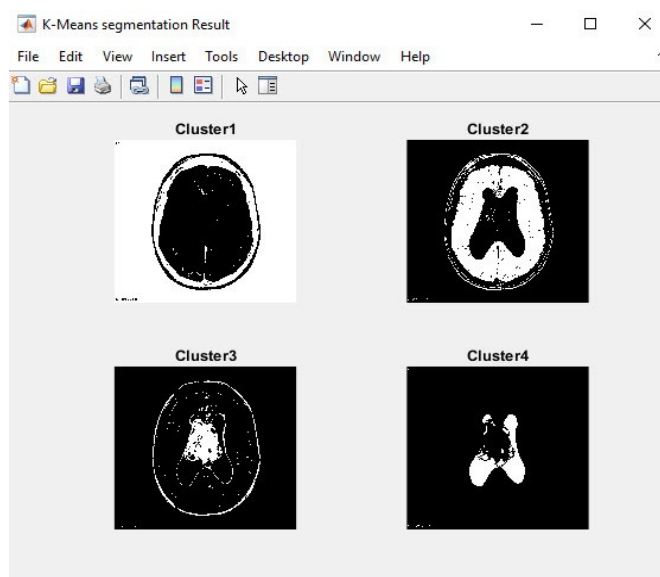 K-Means segmentation Result
File Edit View Insert Tools Desktop Window Help
Cluster1 Cluster2
Cluster3 Cluster4